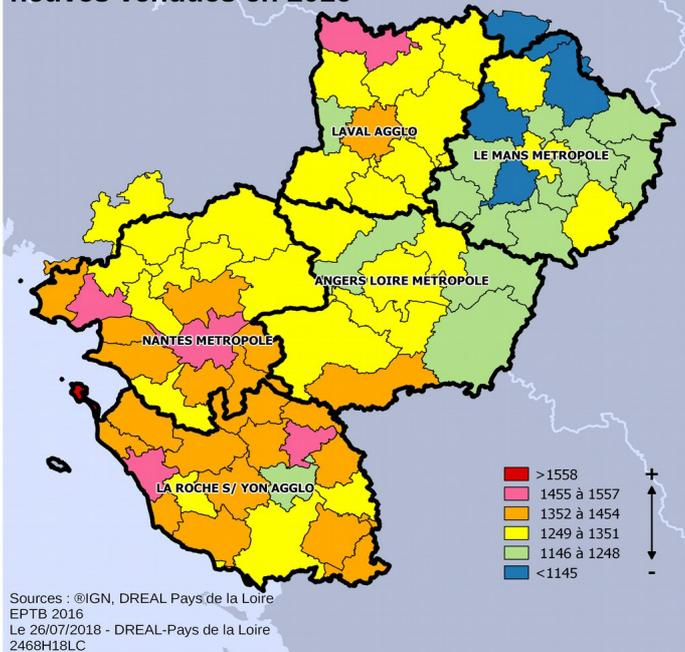 LAVAL AGGLO
LE MANS METROPOLE
ANGERS LOIRE METROPOLE
NANTES METROPOLE
LA ROCHE S/ YON AGGLO
>1558
+
1455 à 1557
1352 à 1454
1249 à 1351
1146 à 1248
<1145
-
Sources : ®IGN, DREAL Pays de la Loire
EPTB 2016
Le 26/07/2018 - DREAL-Pays de la Loire
2468H18LC